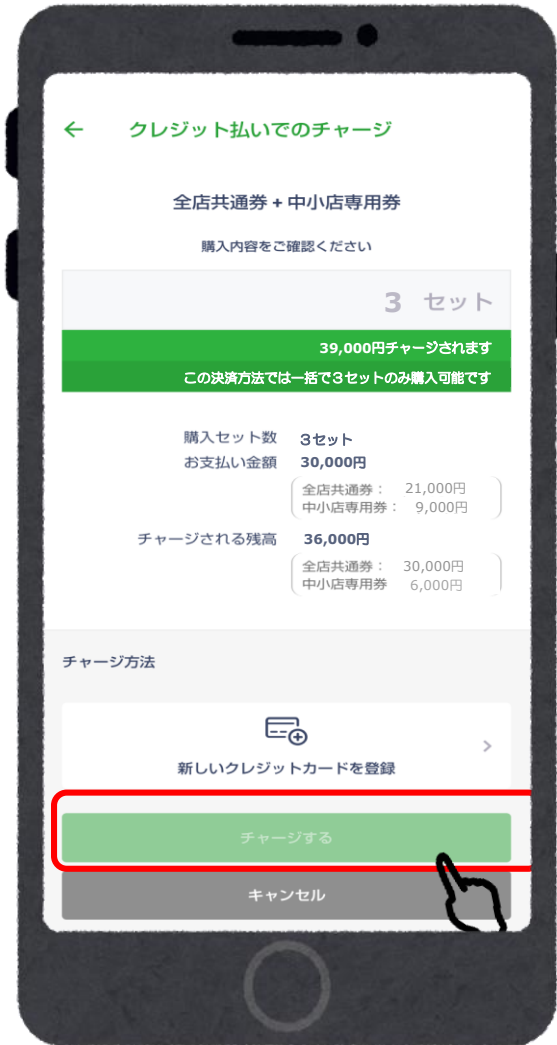 ← クレジット払いでのチャージ
全店共通券 + 中小店専用券
購入内容をご確認ください
3 セット
39,000円チャージされます
この決済方法では一括で3セットのみ購入可能です
購入セット数 3セット
お支払い金額 30,000円
全店共通券： 21,000円
中小店専用券： 9,000円
チャージされる残高 36,000円
全店共通券： 30,000円
中小店専用券 6,000円
チャージ方法
新しいクレジットカードを登録
チャージする
キャンセル